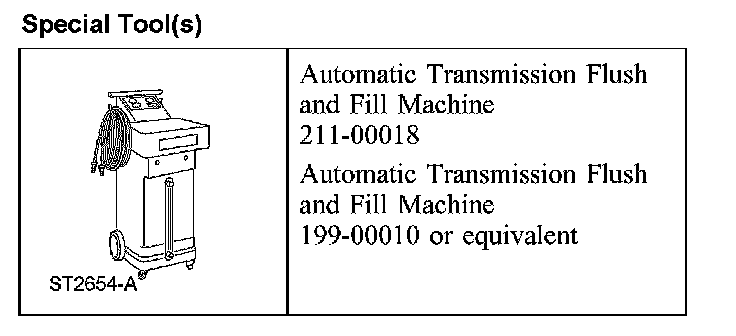 Special Tool(s)
Automatic Transmission Flush
and Fill Machine
211-00018
Automatic Transmission Flush
and Fill Machine
199-00010 or equivalent
ST2654-A